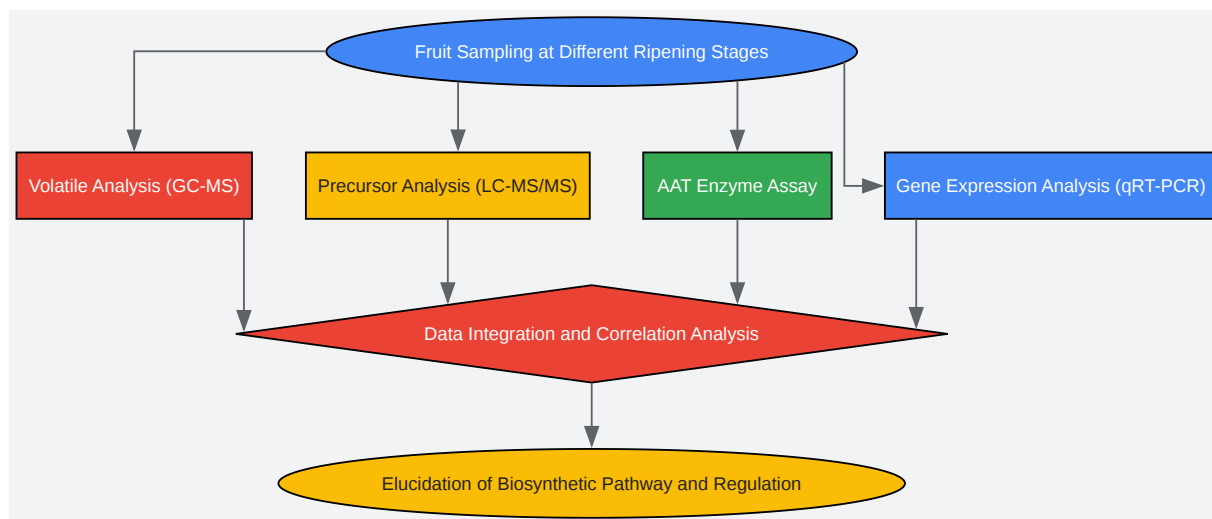 Fruit Sampling at Different Ripening Stages
Volatile Analysis (GC-MS)
Precursor Analysis (LC-MS/MS)
AAT Enzyme Assay
Gene Expression Analysis (qRT-PCR)
Data Integration and Correlation Analysis
Elucidation of Biosynthetic Pathway and Regulation